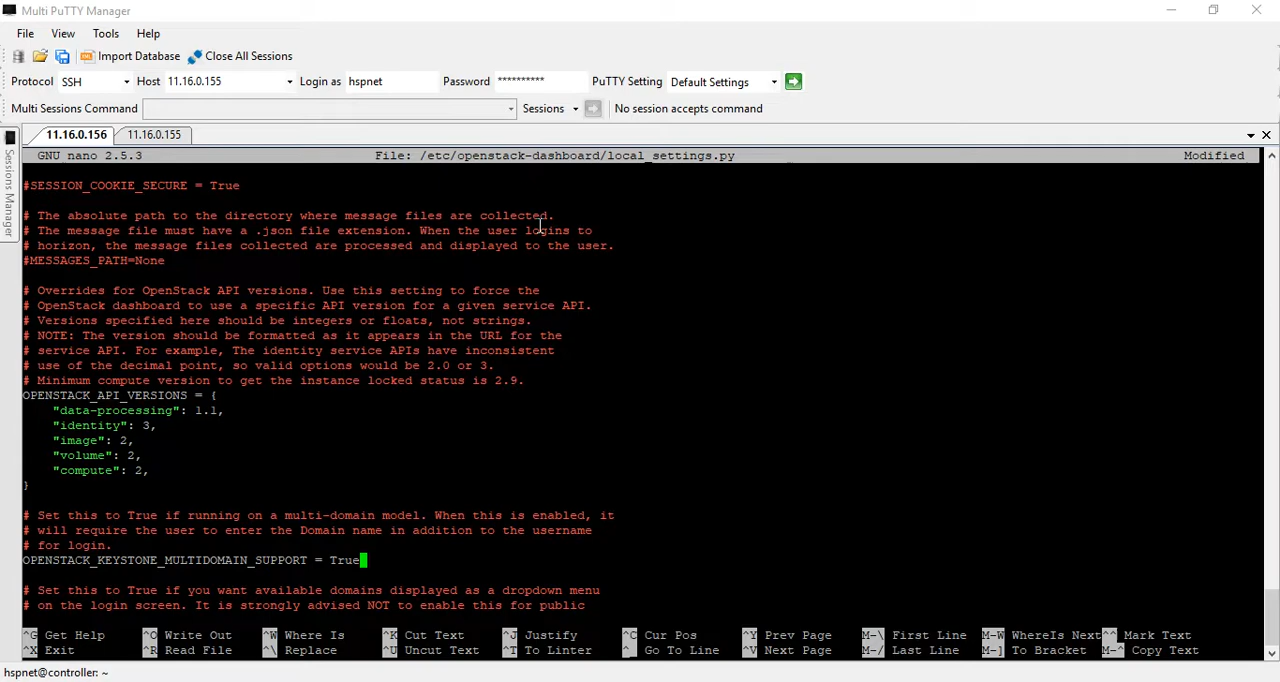 Multi PuTTY Manager
File View Tools Help
Import Database Close All Sessions
Protocol SSH Host 11.16.0.155 Login as hspnet Password ********** PuTTY Setting Default Settings
Multi Sessions Command Sessions No session accepts command
11.16.0.156 11.16.0.155
Sessions Manager
GNU nano 2.5.3 File: /etc/openstack-dashboard/local_settings.py Modified
#SESSION_COOKIE_SECURE = True
# The absolute path to the directory where message files are collected.
# The message file must have a .json file extension. When the user logins to
# horizon, the message files collected are processed and displayed to the user.
#MESSAGES_PATH=None
# Overrides for OpenStack API versions. Use this setting to force the
# OpenStack dashboard to use a specific API version for a given service API.
# Versions specified here should be integers or floats, not strings.
# NOTE: The version should be formatted as it appears in the URL for the
# service API. For example, The identity service APIs have inconsistent
# use of the decimal point, so valid options would be 2.0 or 3.
# Minimum compute version to get the instance locked status is 2.9.
OPENSTACK_API_VERSIONS = {
"data-processing": 1.1,
"identity": 3,
"image": 2,
"volume": 2,
"compute": 2,
}
# Set this to True if running on a multi-domain model. When this is enabled, it
# will require the user to enter the Domain name in addition to the username
# for login.
OPENSTACK_KEYSTONE_MULTIDOMAIN_SUPPORT = True
# Set this to True if you want available domains displayed as a dropdown menu
# on the login screen. It is strongly advised NOT to enable this for public
^G Get Help ^O Write Out ^W Where Is ^K Cut Text ^J Justify ^C Cur Pos ^Y Prev Page M-\ First Line M-W WhereIs Next ^^ Mark Text
^X Exit ^R Read File ^\ Replace ^U Uncut Text ^T To Linter ^_ Go To Line ^V Next Page M-/ Last Line M-] To Bracket M-^ Copy Text
hspnet@controller: ~